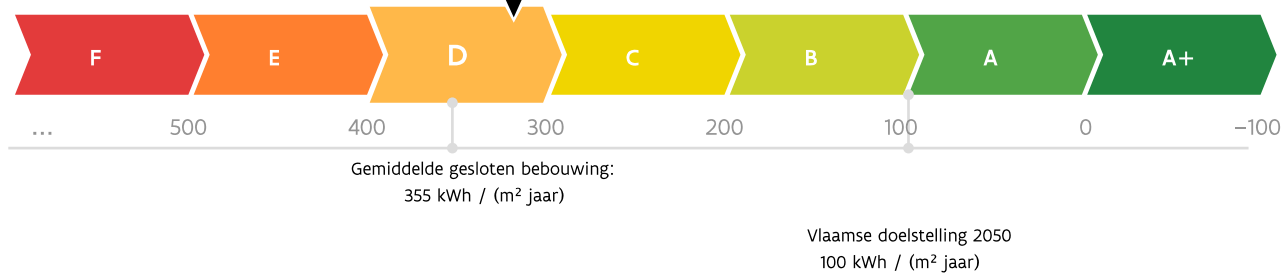 F E D C B A A+
... 500 400 300 200 100 0 −100
Gemiddelde gesloten bebouwing:
355 kWh / (m² jaar)
Vlaamse doelstelling 2050
100 kWh / (m² jaar)